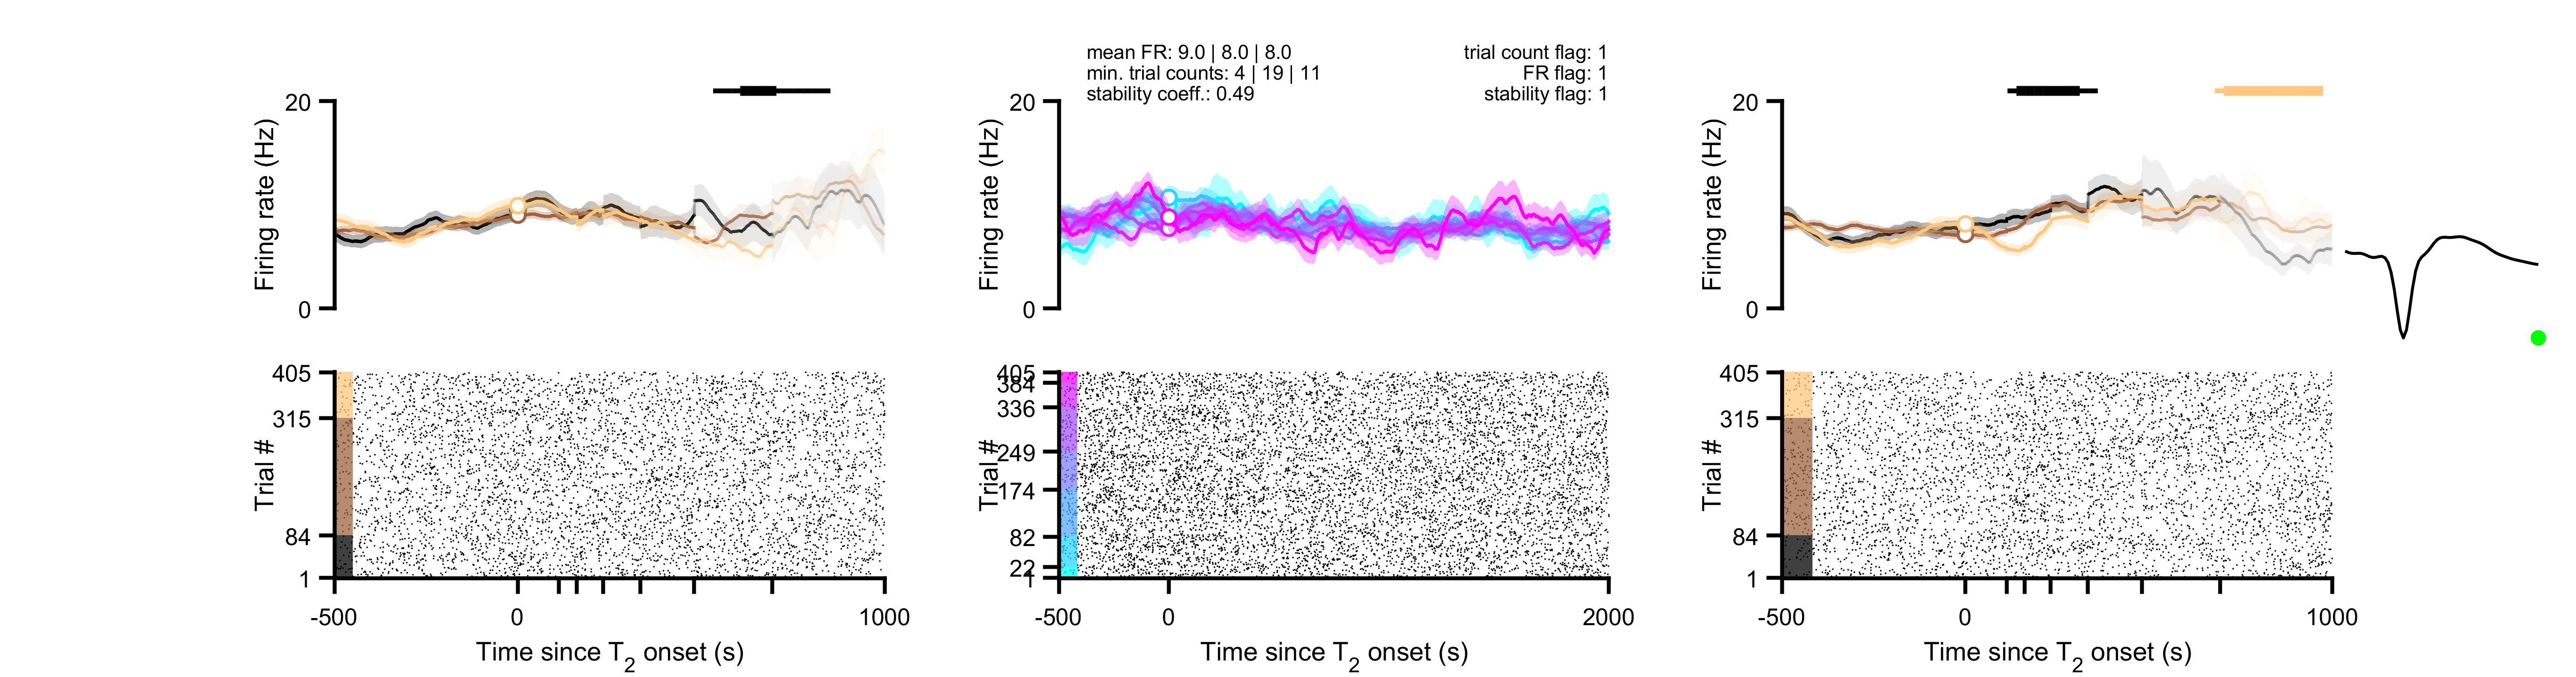 mean FR: 9.0 | 8.0 | 8.0
min. trial counts: 4 | 19 | 11
stability coeff.: 0.49
trial count flag: 1
FR flag: 1
stability flag: 1
20
Firing rate (Hz)
0
405
315
Trial #
84
1
-500
0
1000
Time since T2 onset (s)
20
Firing rate (Hz)
0
405
384
336
249
Trial #
174
82
22
1
-500
0
2000
Time since T2 onset (s)
20
Firing rate (Hz)
0
405
315
Trial #
84
1
-500
0
1000
Time since T2 onset (s)